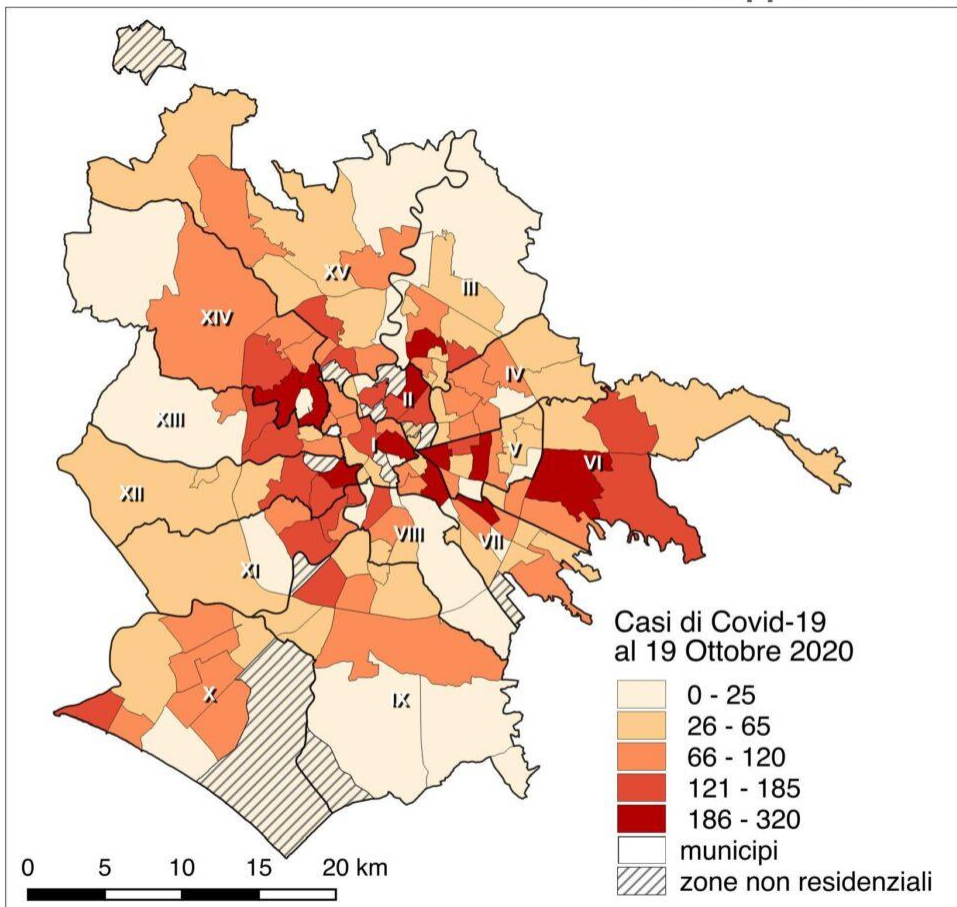 XV
III
XIV
IV
II
XIII
I
V
VI
XII
VIII
VII
XI
X
IX
Casi di Covid-19
al 19 Ottobre 2020
0 - 25
26 - 65
66 - 120
121 - 185
186 - 320
municipi
zone non residenziali
0 5 10 15 20 km